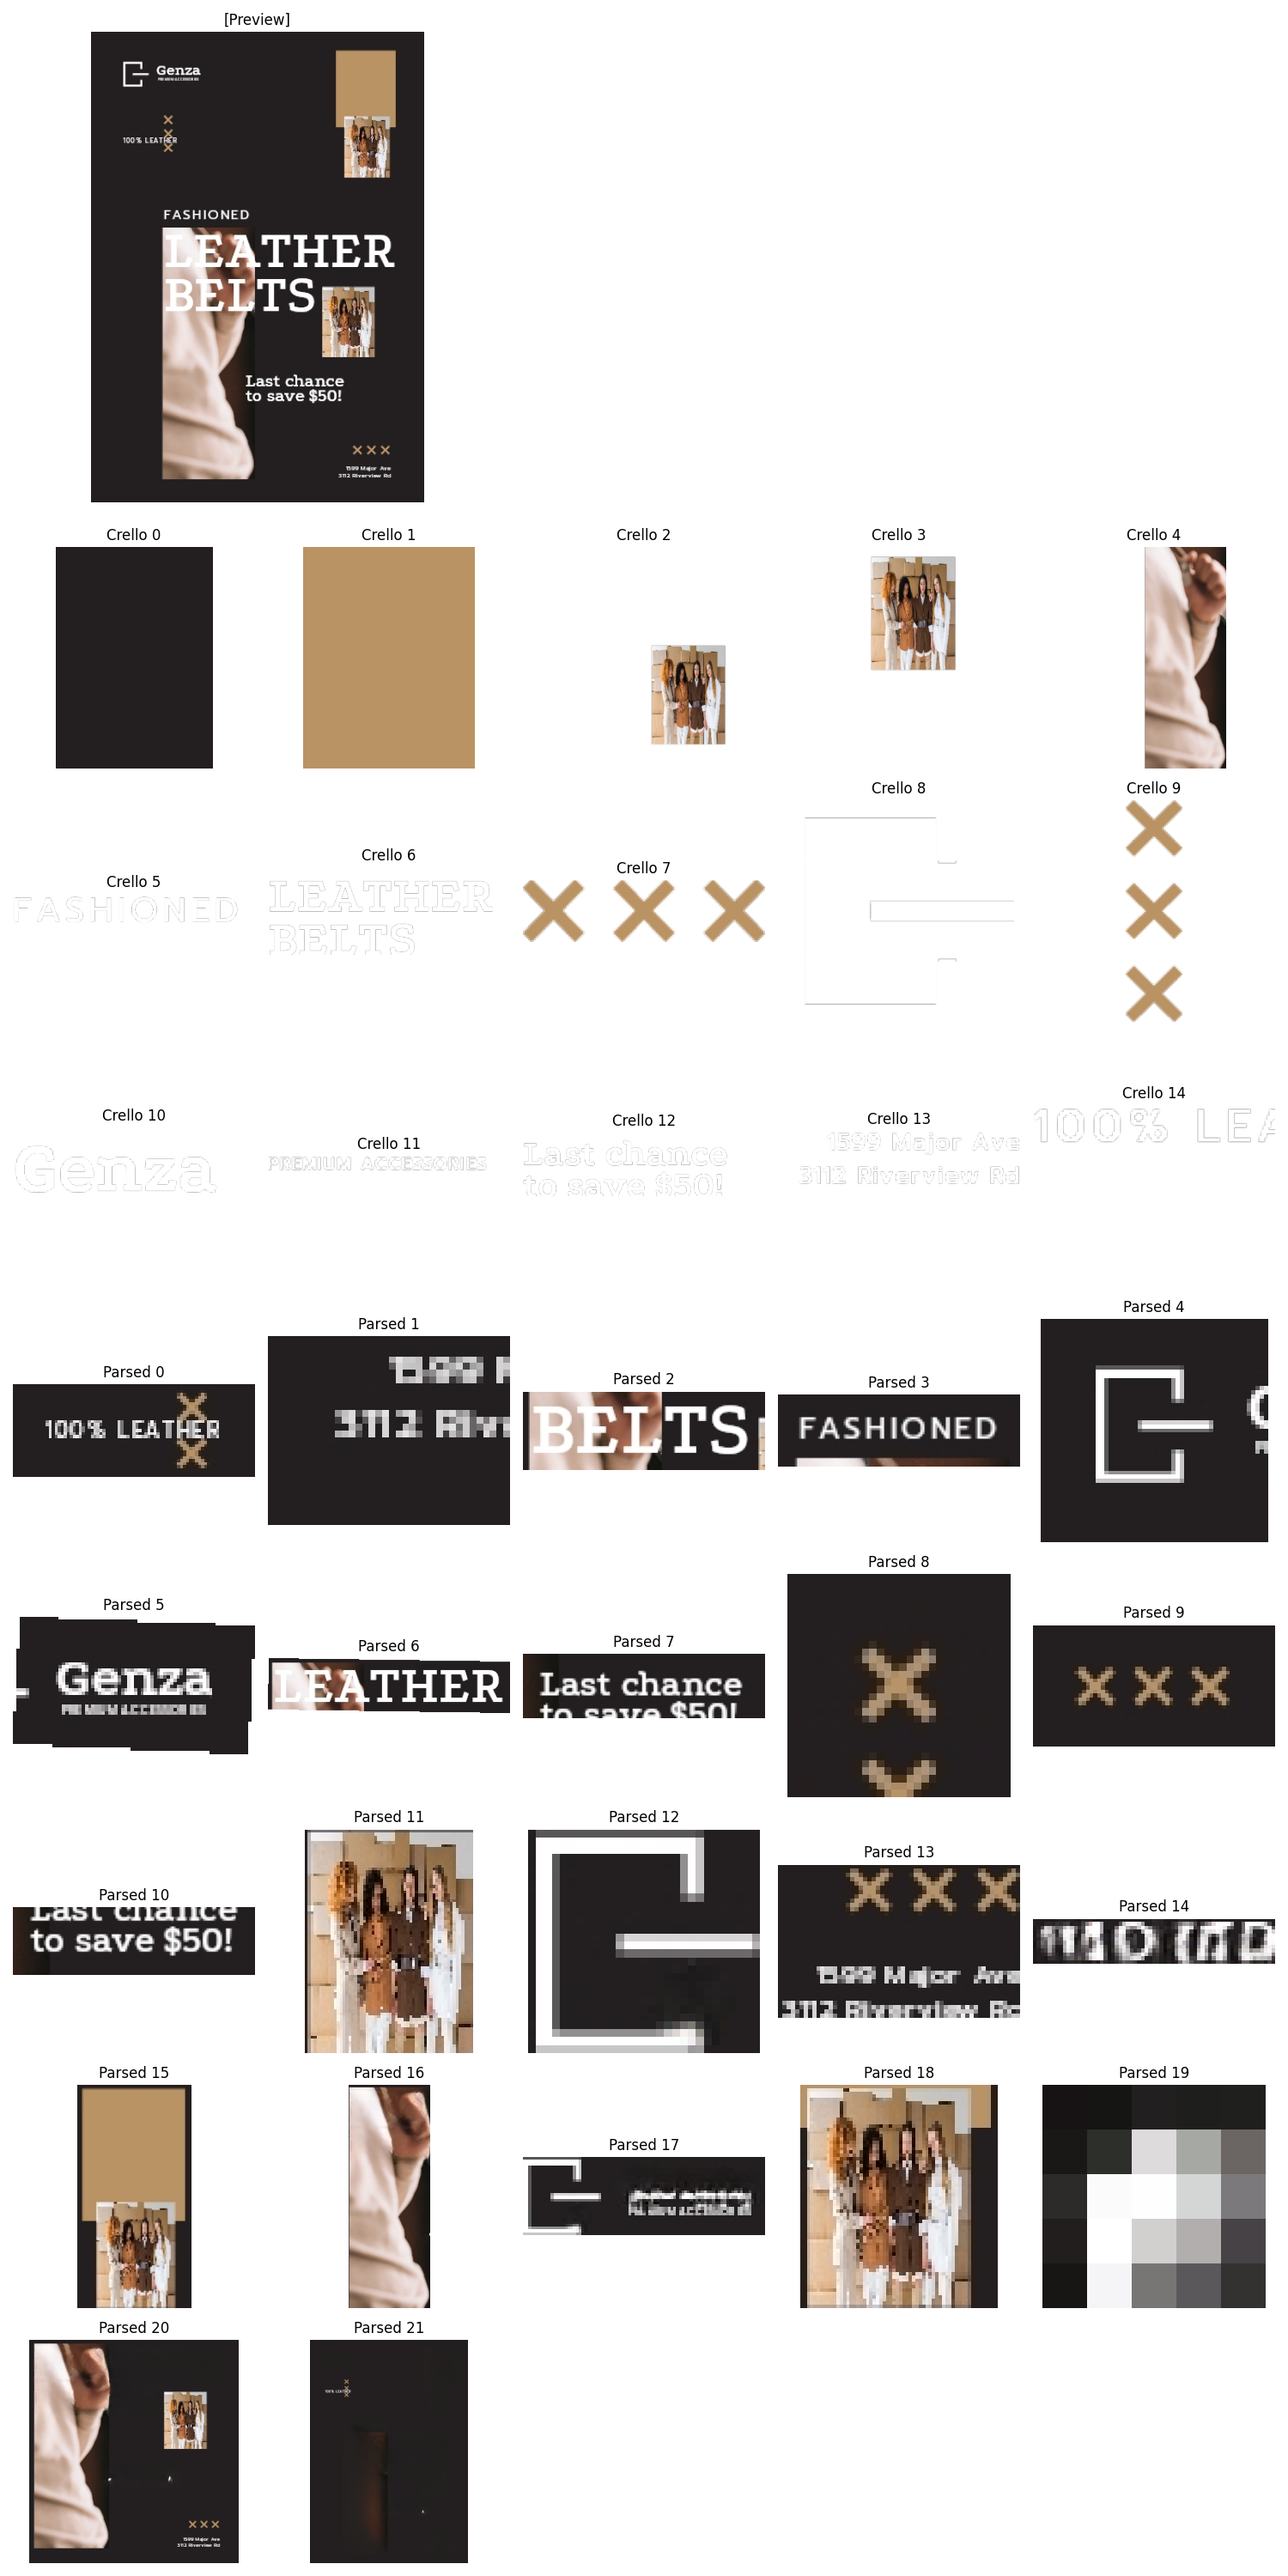 [Preview]
Genza
PREMIUM ACCESSORIES
100% LEATHER
FASHIONED
LEATHER
BELTS
Last chance
to save $50!
1599 Major Ave
3112 Riverview Rd
Crello 0
Crello 1
Crello 2
Crello 3
Crello 4
Crello 5
FASHIONED
Crello 6
LEATHER
BELTS
Crello 7
Crello 8
Crello 9
Crello 10
Genza
Crello 11
PREMIUM ACCESSORIES
Crello 12
Last chance
to save $50!
Crello 13
1599 Major Ave
3112 Riverview Rd
Crello 14
100% LEA
Parsed 0
100% LEATHER
Parsed 1
1599
3112 Riverv
Parsed 2
BELTS
Parsed 3
FASHIONED
Parsed 4
Parsed 5
Genza
PREMIUM ACCESSORIES
Parsed 6
LEATHER
Parsed 7
Last chance
to save $50!
Parsed 8
Parsed 9
Parsed 10
Last chance
to save $50!
Parsed 11
Parsed 12
Parsed 13
1599 Major Ave
3112 Riverview Rd
Parsed 14
Parsed 15
Parsed 16
Parsed 17
PREMIUM ACCESSORIES
Parsed 18
Parsed 19
Parsed 20
1599 Major Ave
3112 Riverview Rd
Parsed 21
100% LEATHER